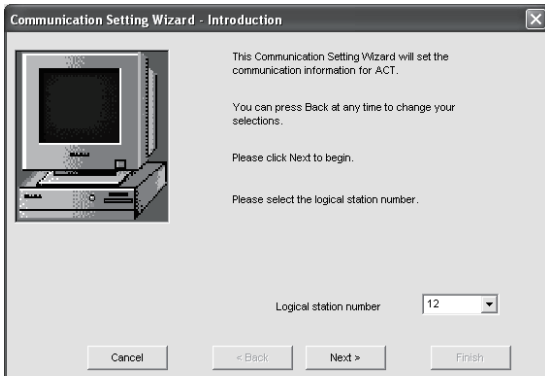 Communication Setting Wizard - Introduction
This Communication Setting Wizard will set the
communication information for ACT.
You can press Back at any time to change your
selections.
Please click Next to begin.
Please select the logical station number.
Logical station number
12
Cancel
< Back
Next >
Finish